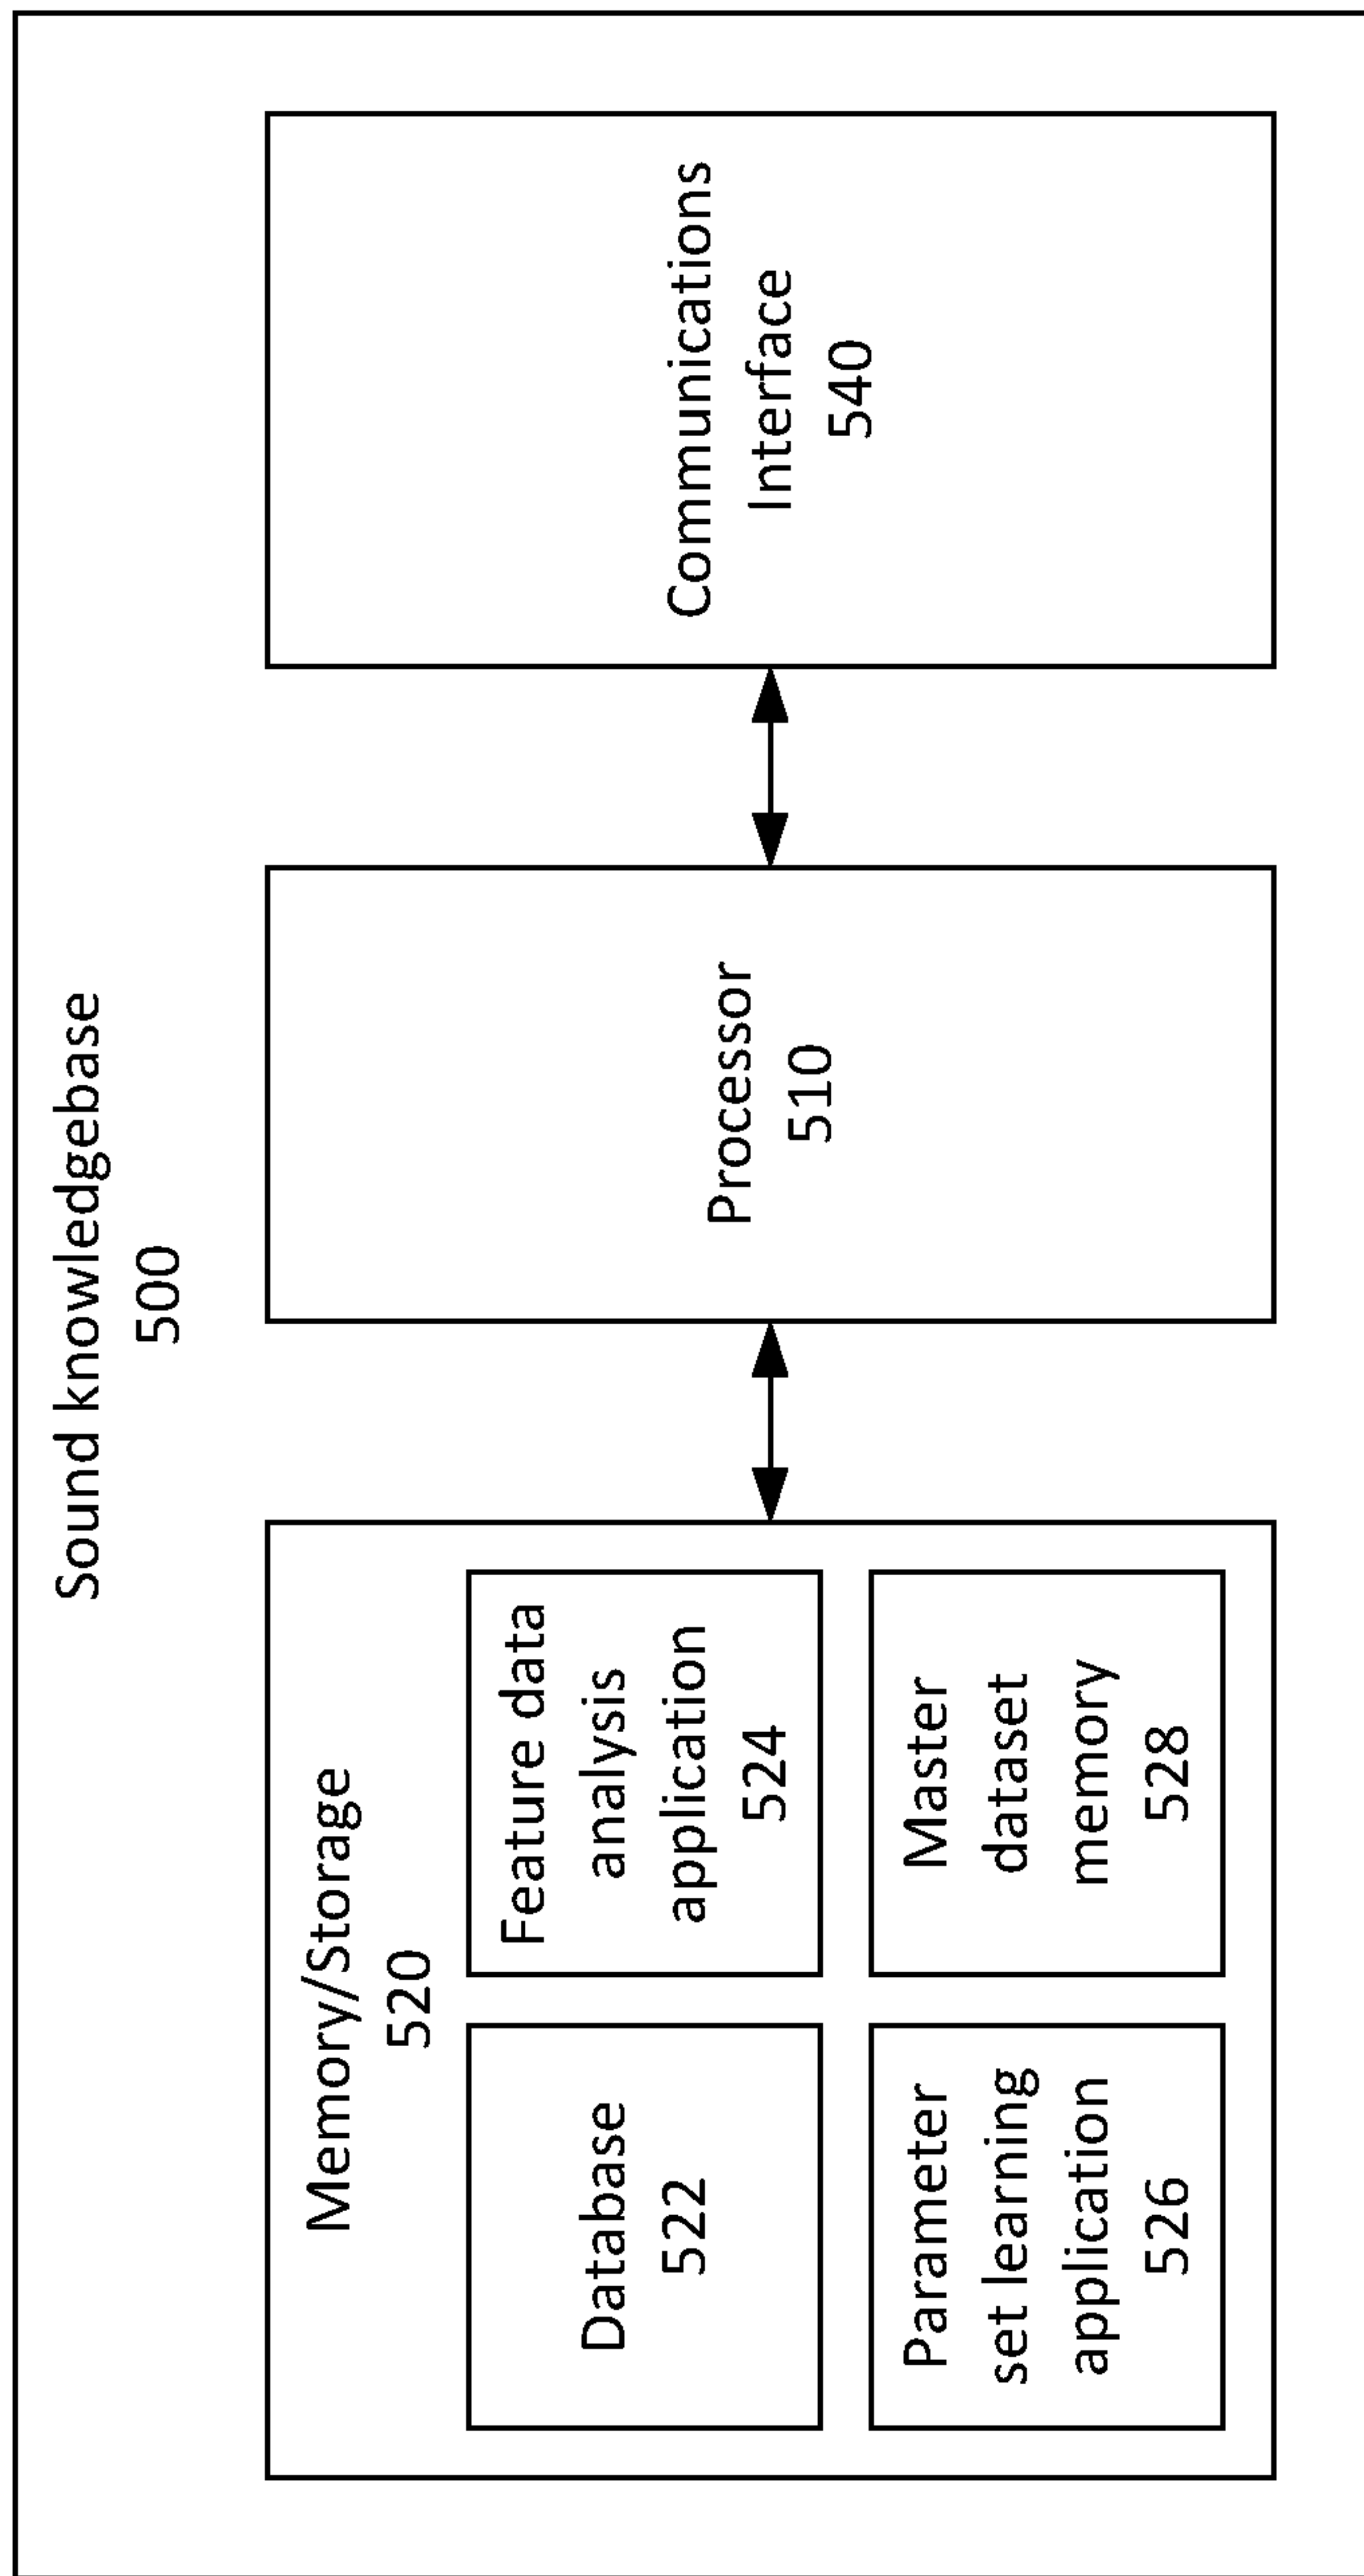 Sound knowledgebase
500
Memory/Storage
520
Database
522
Feature data
analysis
application
524
Parameter
set learning
application
526
Master
dataset
memory
528
Processor
510
Communications
Interface
540